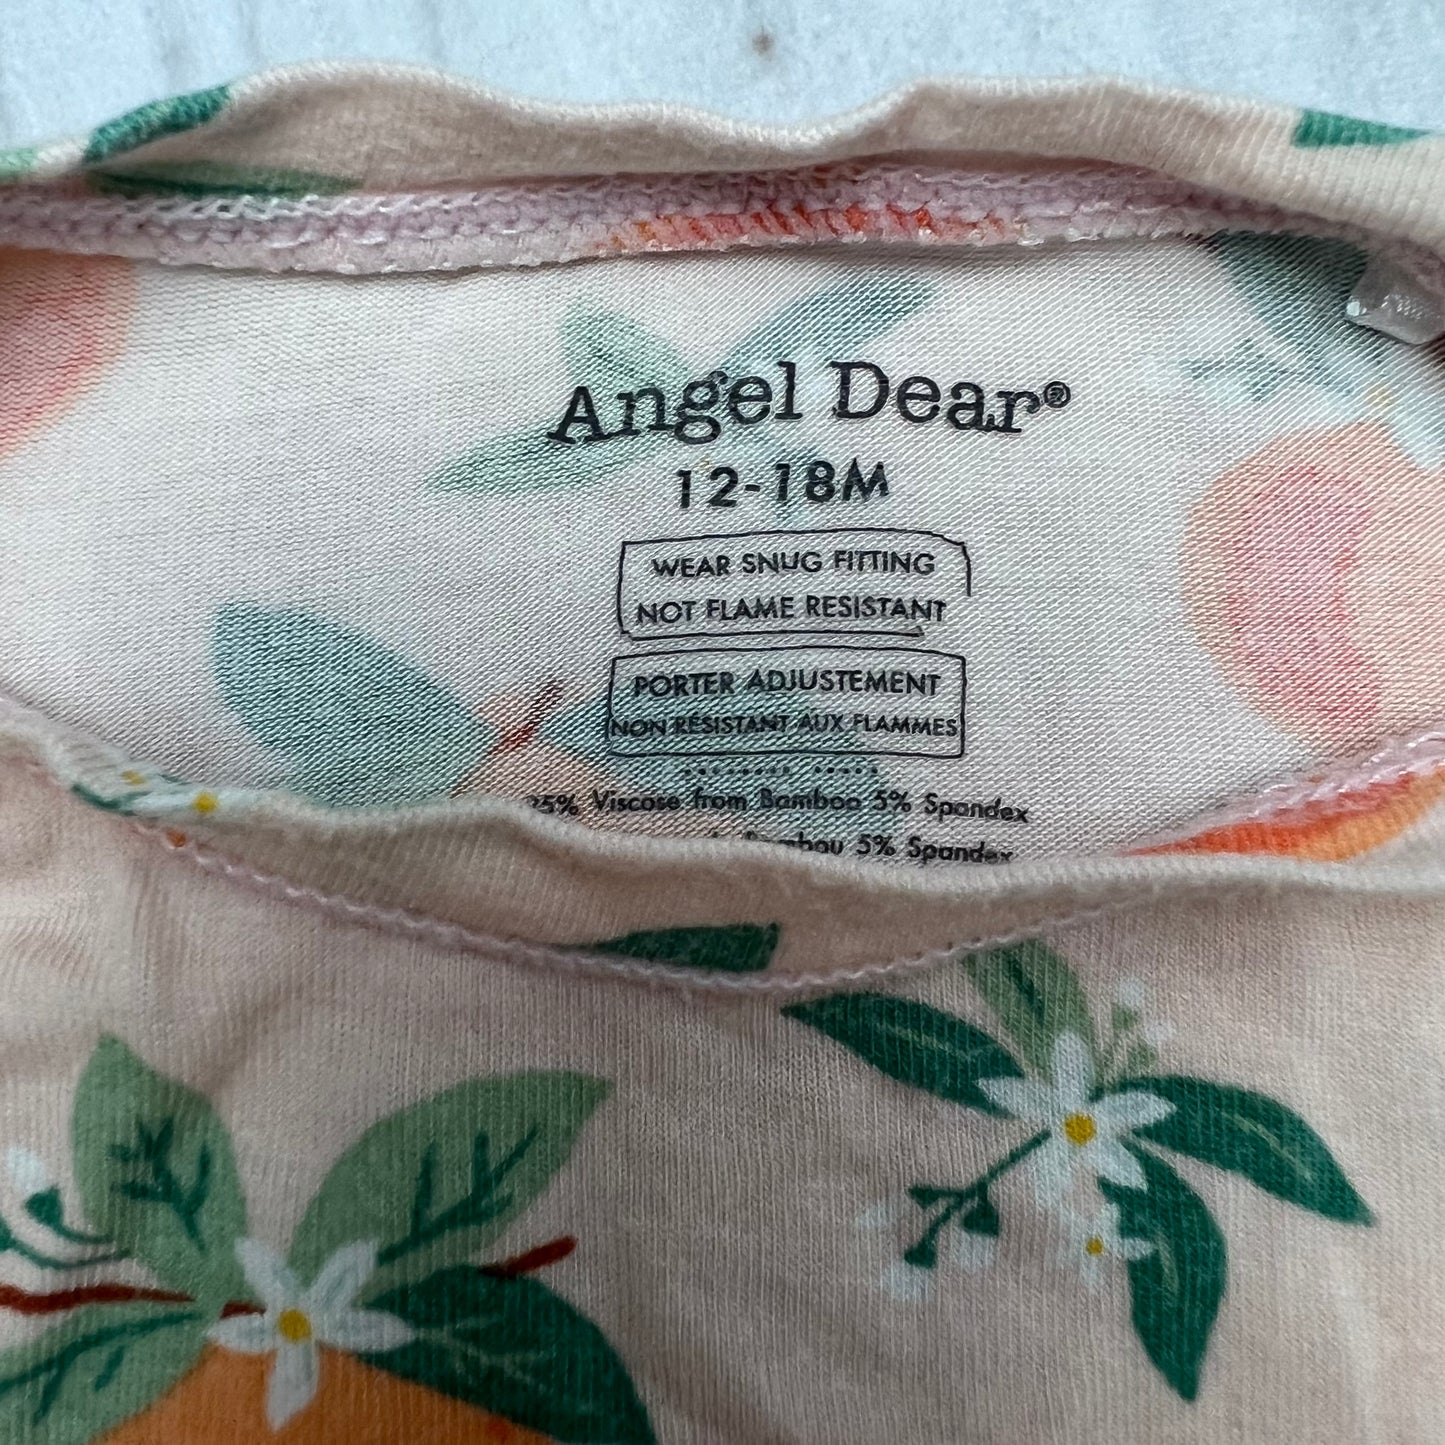 Angel Dear®
12-18M
WEAR SNUG FITTING
NOT FLAME RESISTANT
PORTER ADJUSTEMENT
NON RÉSISTANT AUX FLAMMES
Viscose from Bamboo 5% Spandex
5% Spandex